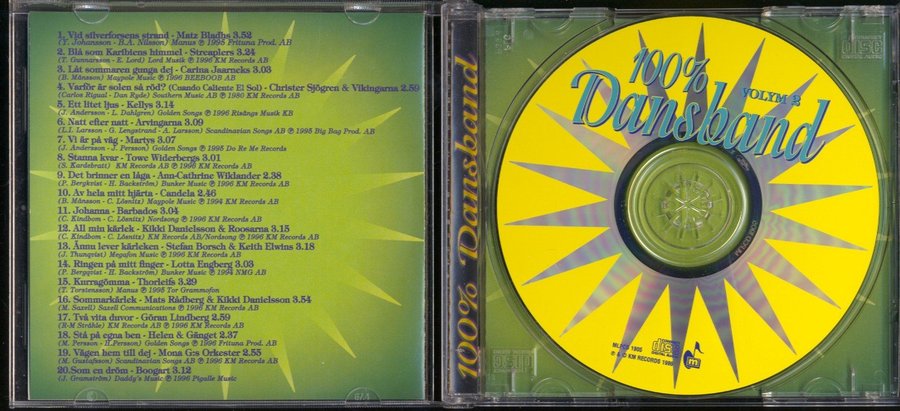 1. Vid silverforsens strand - Matz Bladhs 3.52
(Y. Johansson - B.A. Nilsson) Manus ℗ 1995 Frituna Prod. AB
2. Blå som Karibiens himmel - Streaplers 3.24
(T. Gunnarsson - E. Lord) Lord Musik ℗ 1996 KM Records AB
3. Låt sommaren gunga dej - Carina Jaarneks 3.03
(B. Månsson) Maypole Music ℗ 1996 BEEBOOB AB
4. Varför är solen så röd? (Cuando Caliente El Sol) - Christer Sjögren & Vikingarna 2.59
(Carlos Rigual - Dan Ryde) Southern Music AB ℗ 1980 KM Records AB
5. Ett litet ljus - Kellys 3.14
(J. Andersson - L. Dahlgren) Golden Songs ℗ 1996 Risångs Musik KB
6. Natt efter natt - Arvingarna 3.09
(L.I. Larsson - G. Lengstrand - A. Larsson) Scandinavian Songs AB ℗ 1995 Big Bag Prod. AB
7. Vi är på väg - Martys 3.07
(J. Andersson - J. Persson) Golden Songs ℗ 1995 Do Re Me Records
8. Stanna kvar - Towe Widerbergs 3.01
(S. Kardebratt) KM Records AB ℗ 1996 KM Records AB
9. Det brinner en låga - Ann-Cathrine Wiklander 2.38
(P. Bergkvist - H. Backström) Bunker Music ℗ 1996 KM Records AB
10. Av hela mitt hjärta - Candela 2.46
(B. Månsson - C. Lösnitz) Maypole Music ℗ 1994 KM Records AB
11. Johanna - Barbados 3.04
(C. Kindbom - C. Lösnitz) Nordsong ℗ 1996 KM Records AB
12. All min kärlek - Kikki Danielsson & Roosarna 3.15
(C. Kindbom - C. Lösnitz) KM Records AB/Nordsong ℗ 1996 KM Records AB
13. Ännu lever kärleken - Stefan Borsch & Keith Elwins 3.18
(J. Thunqvist) Megafon Music ℗ 1996 KM Records AB
14. Ringen på mitt finger - Lotta Engberg 3.03
(P. Bergqvist - H. Backström) Bunker Music ℗ 1994 NMG AB
15. Kurragömma - Thorleifs 3.29
(T. Torstensson) Manus ℗ 1995 Tor Grammofon
16. Sommarkärlek - Mats Rådberg & Kikki Danielsson 3.54
(M. Saxell) Saxell Communications ℗ 1996 KM Records AB
17. Två vita duvor - Göran Lindberg 2.59
(R-M Stråhle) KM Records AB ℗ 1996 KM Records AB
18. Stå på egna ben - Helen & Gänget 2.37
(M. Persson - H.Persson) Golden Songs ℗ 1996 Frituna Prod. AB
19. Vägen hem till dej - Mona G:s Orkester 2.55
(M. Gustafsson) Scandinavian Songs AB ℗ 1996 KM Records AB
20.Som en dröm - Boogart 3.12
(J. Granström) Daddy's Music ℗ 1996 Pigalle Music
100% Dansband
100%
Dansband
VOLYM 2
℗ & © KM RECORDS
disc